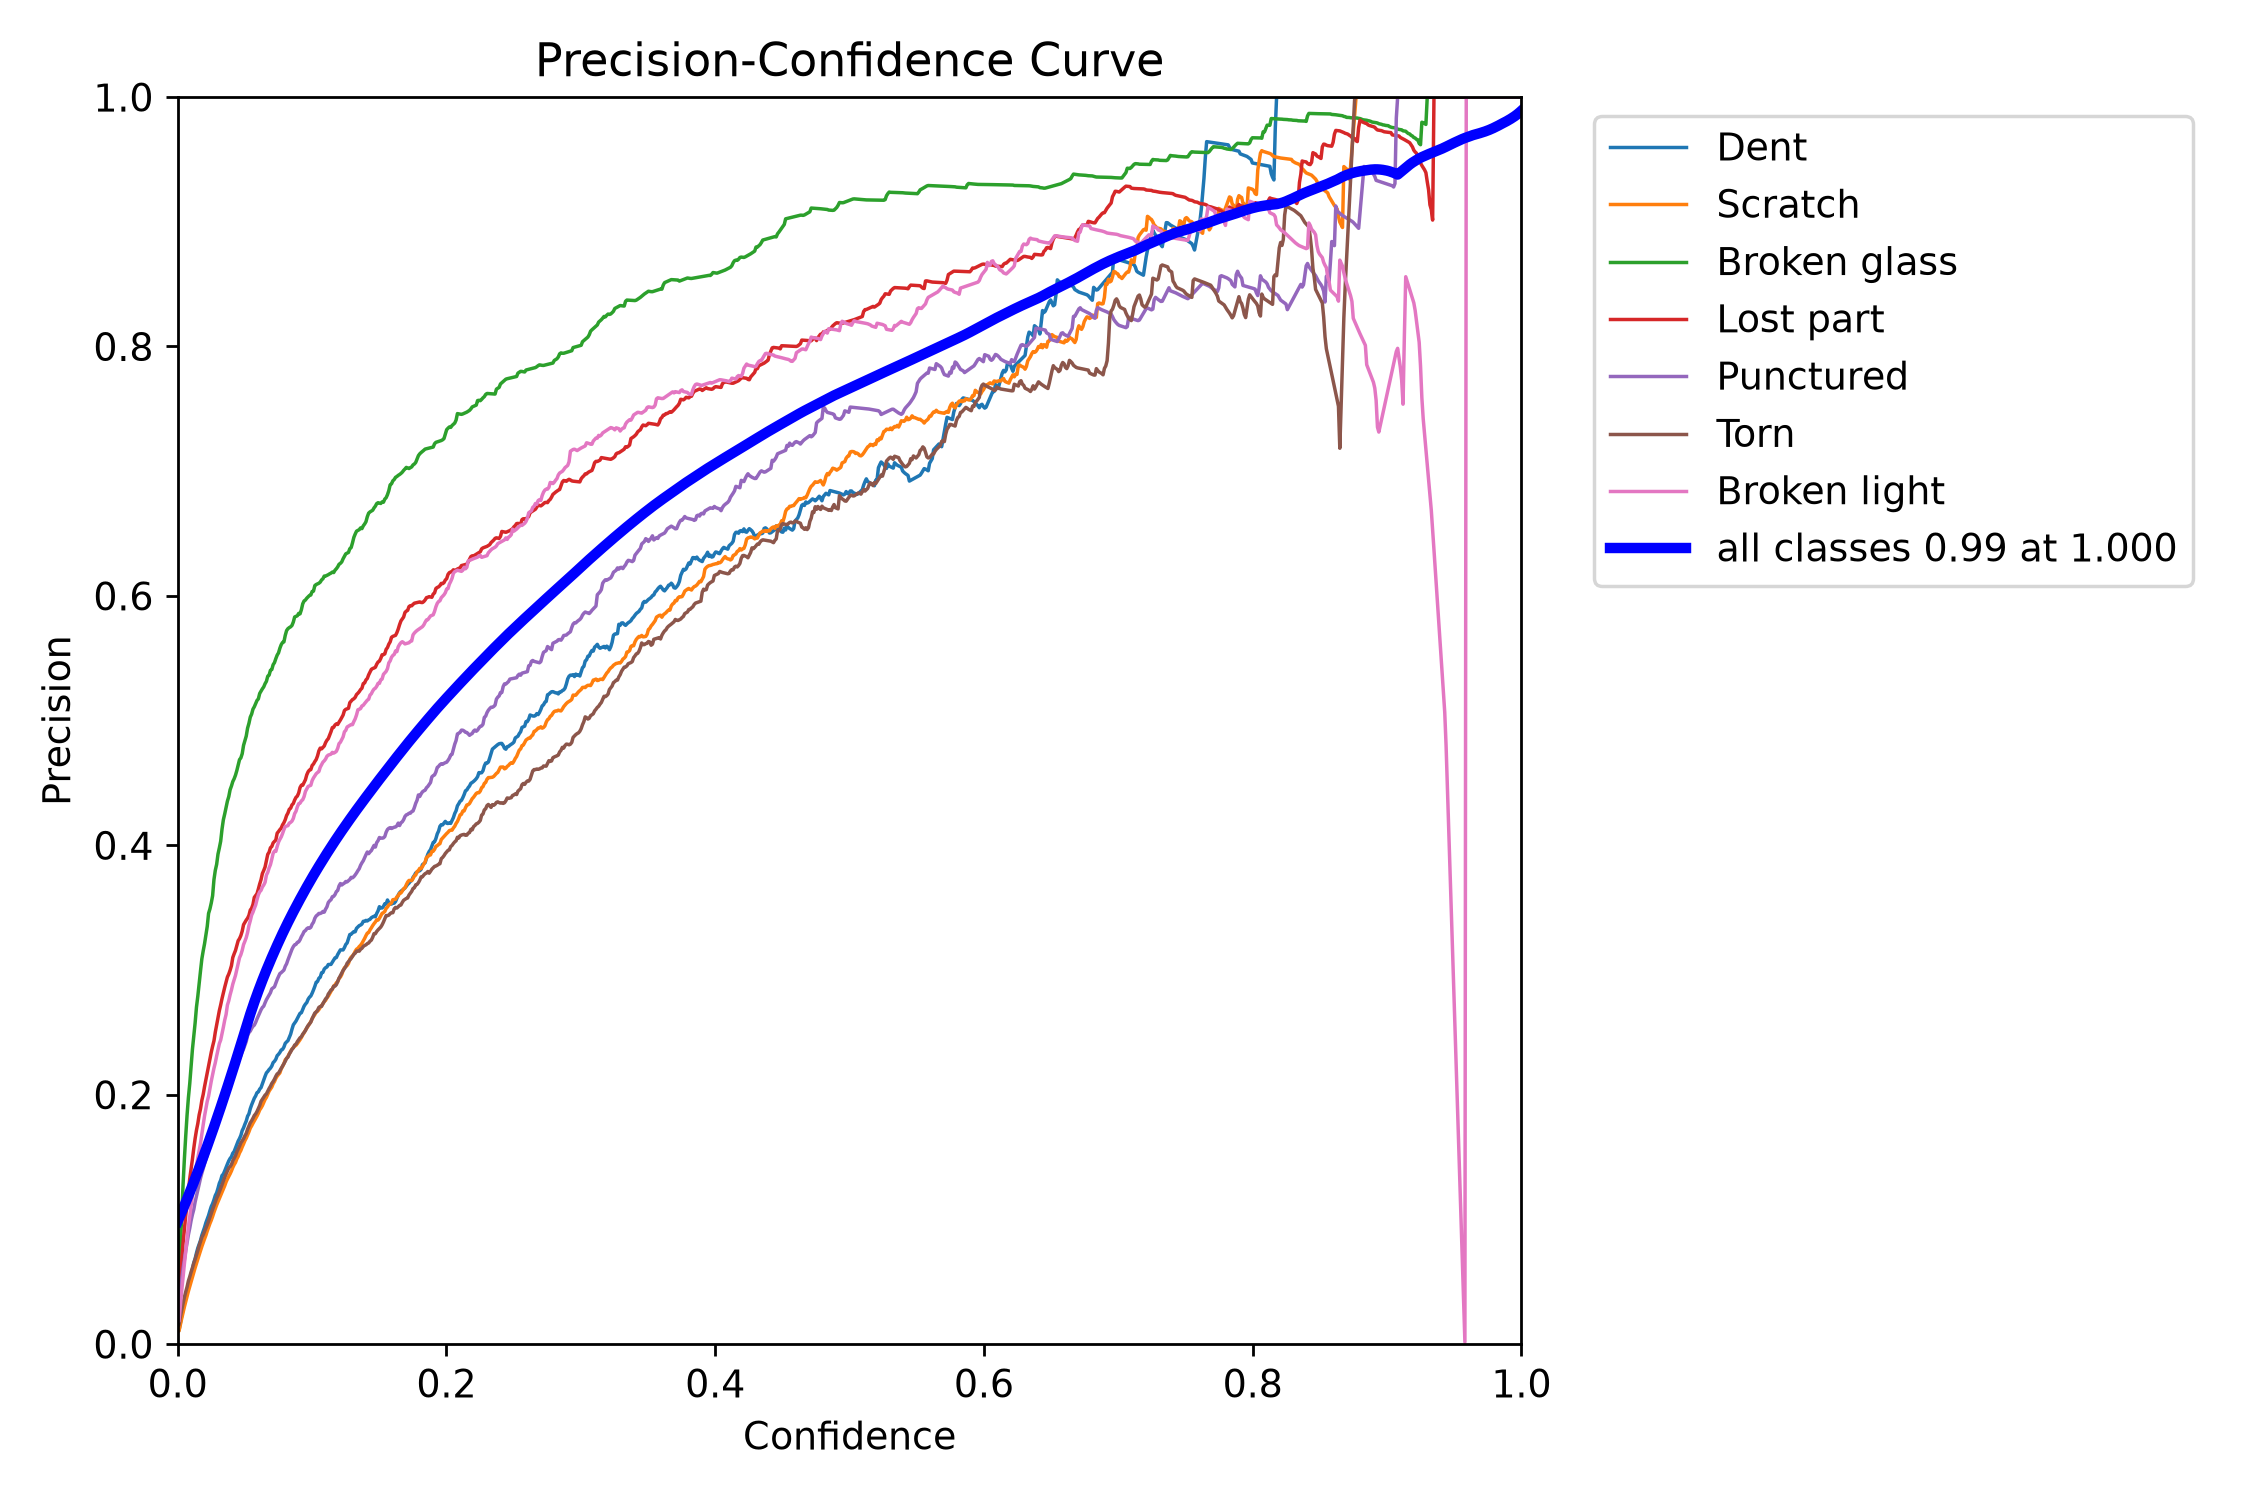 Precision-Confidence Curve
1.0
0.8
0.6
0.4
0.2
0.0
Precision
0.0 0.2 0.4 0.6 0.8 1.0
Confidence
Dent
Scratch
Broken glass
Lost part
Punctured
Torn
Broken light
all classes 0.99 at 1.000